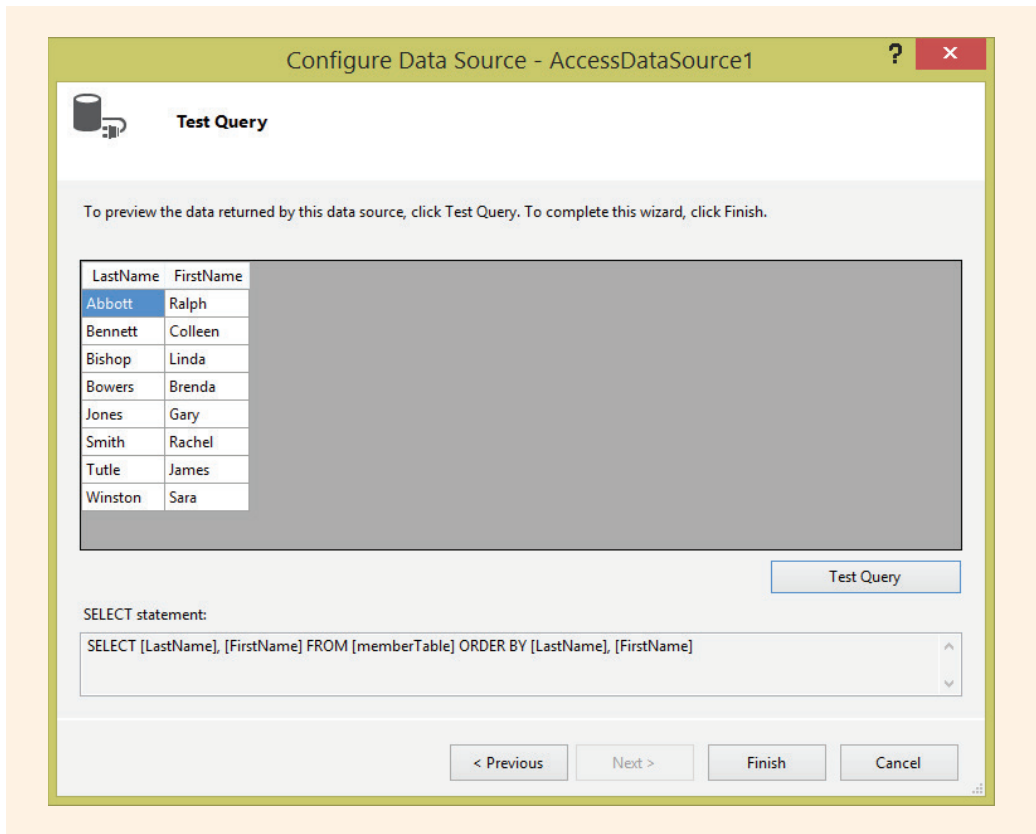 Configure Data Source - AccessDataSource1
? ×
Test Query
To preview the data returned by this data source, click Test Query. To complete this wizard, click Finish.
LastName FirstName
Abbott Ralph
Bennett Colleen
Bishop Linda
Bowers Brenda
Jones Gary
Smith Rachel
Tutle James
Winston Sara
Test Query
SELECT statement:
SELECT [LastName], [FirstName] FROM [memberTable] ORDER BY [LastName], [FirstName]
< Previous Next > Finish Cancel